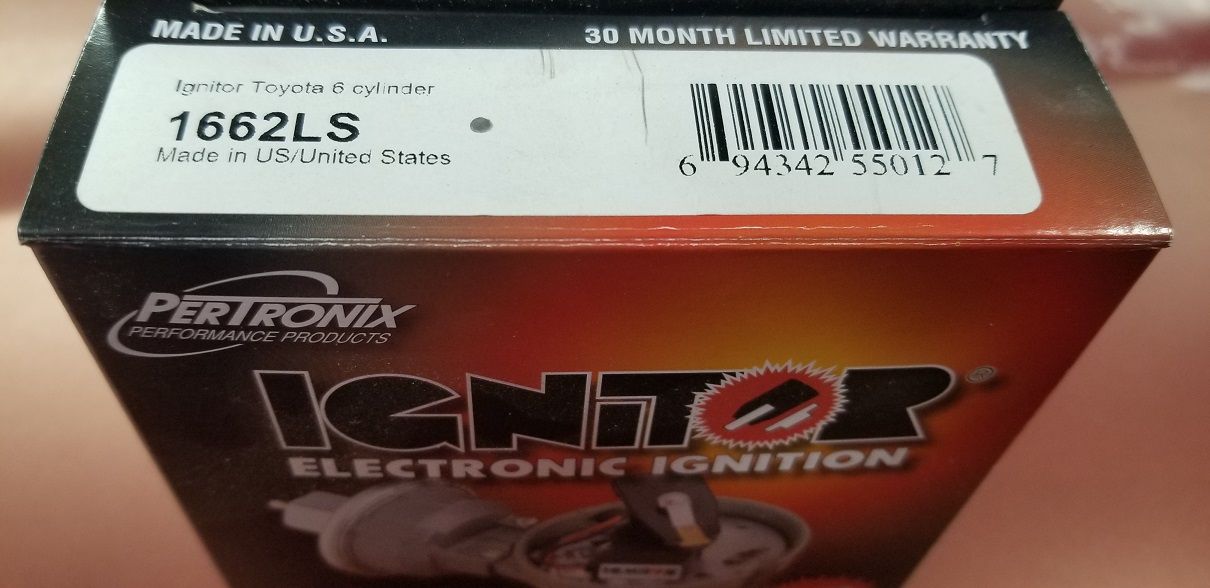 MADE IN U.S.A.
30 MONTH LIMITED WARRANTY
Ignitor Toyota 6 cylinder
1662LS
Made in US/United States
6 94342 55012 7
PERTRONIX
PERFORMANCE PRODUCTS
IGNITOR®
ELECTRONIC IGNITION
IGNITOR